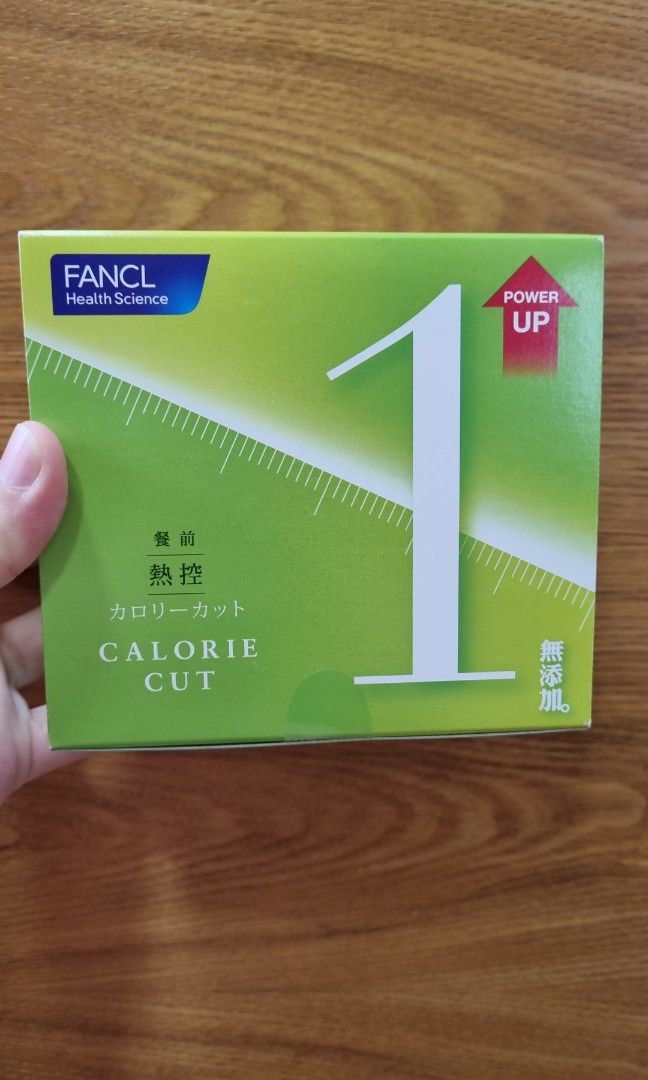 FANCL
Health Science
POWER
UP
1
餐前
熱控
カロリーカット
CALORIE
CUT
無添加。